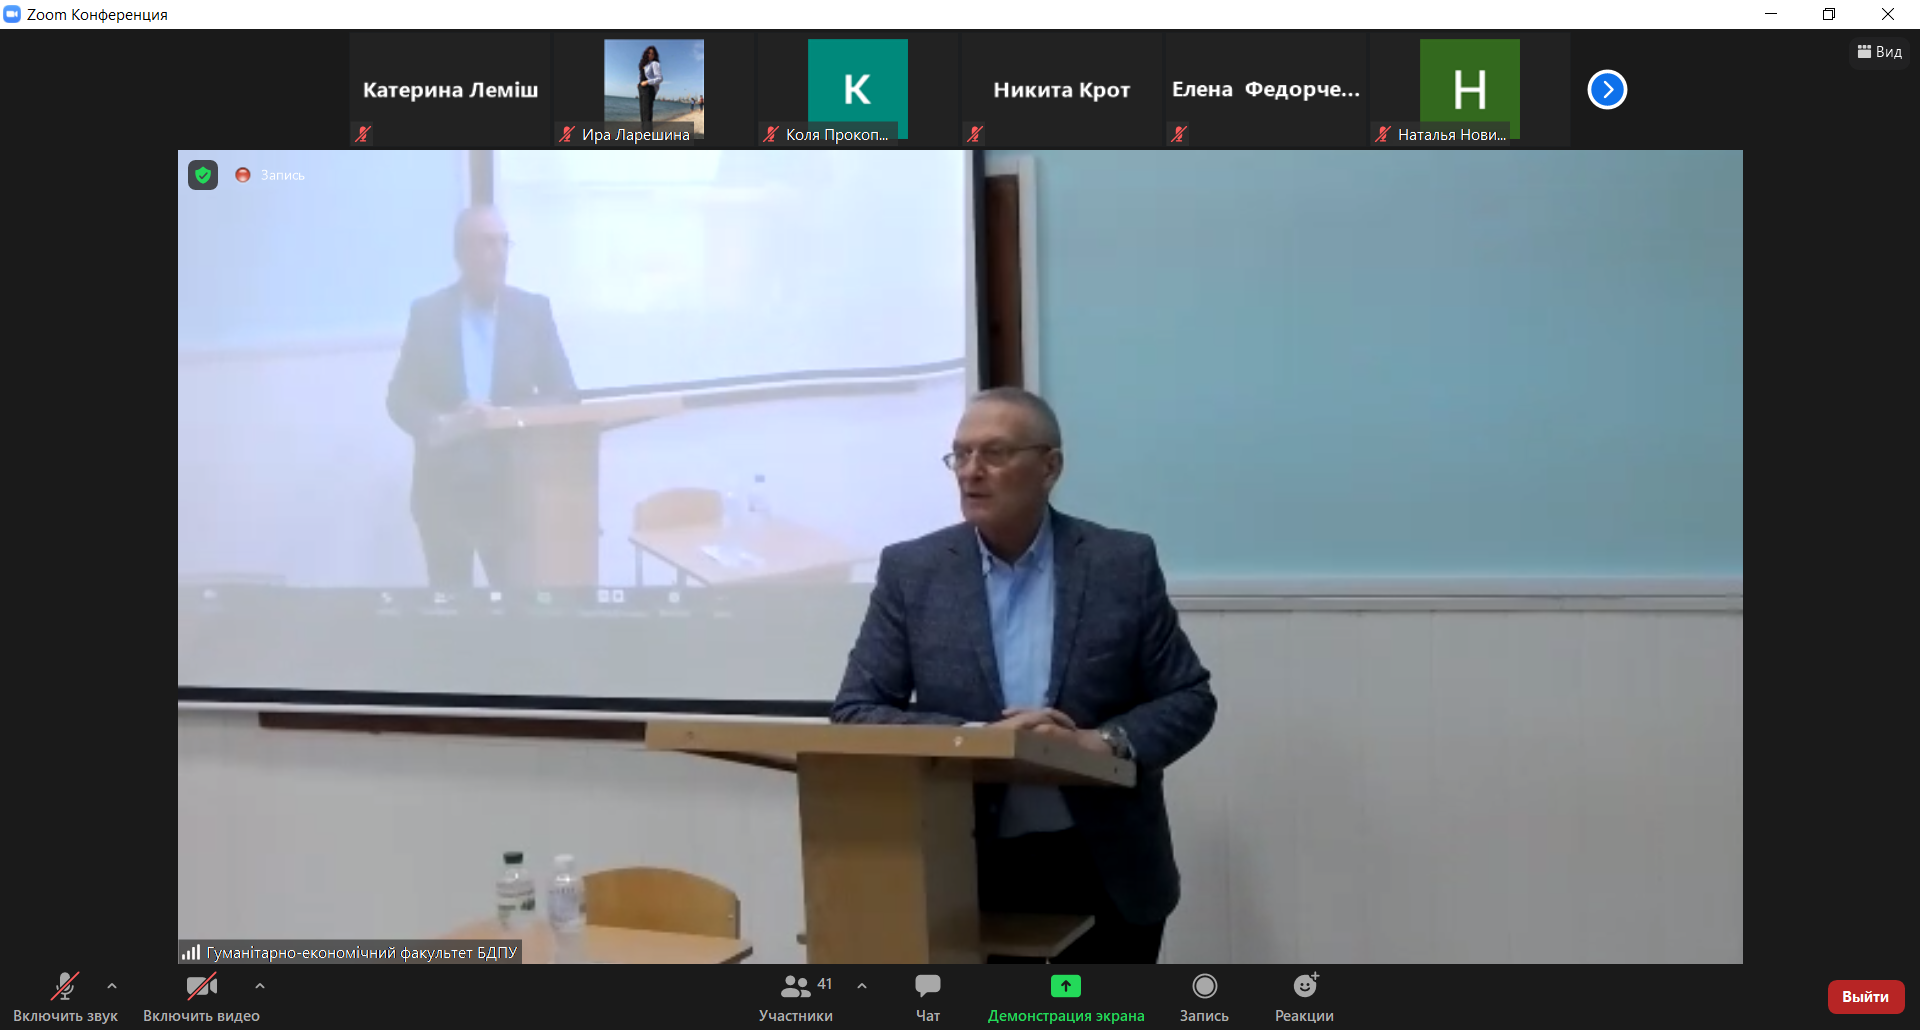 Zoom Конференция
Вид
Катерина Леміш
Ира Ларешина
К
Коля Прокоп...
Никита Крот
Елена Федорче...
Н
Наталья Нови...
Запись
Гуманітарно-економічний факультет БДПУ
Включить звук
Включить видео
41
Участники
Чат
Демонстрация экрана
Запись
Реакции
Выйти